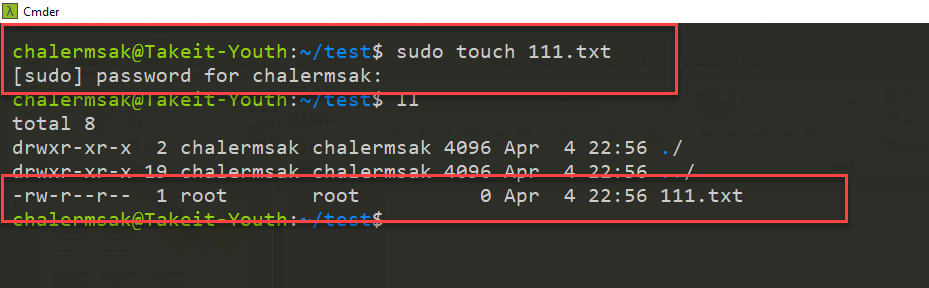 λ Cmder
chalermsak@Takeit-Youth:~/test$ sudo touch 111.txt
[sudo] password for chalermsak:
chalermsak@Takeit-Youth:~/test$ ll
total 8
drwxr-xr-x  2 chalermsak chalermsak 4096 Apr  4 22:56 ./
drwxr-xr-x 19 chalermsak chalermsak 4096 Apr  4 22:56 ../
-rw-r--r--  1 root       root          0 Apr  4 22:56 111.txt
chalermsak@Takeit-Youth:~/test$